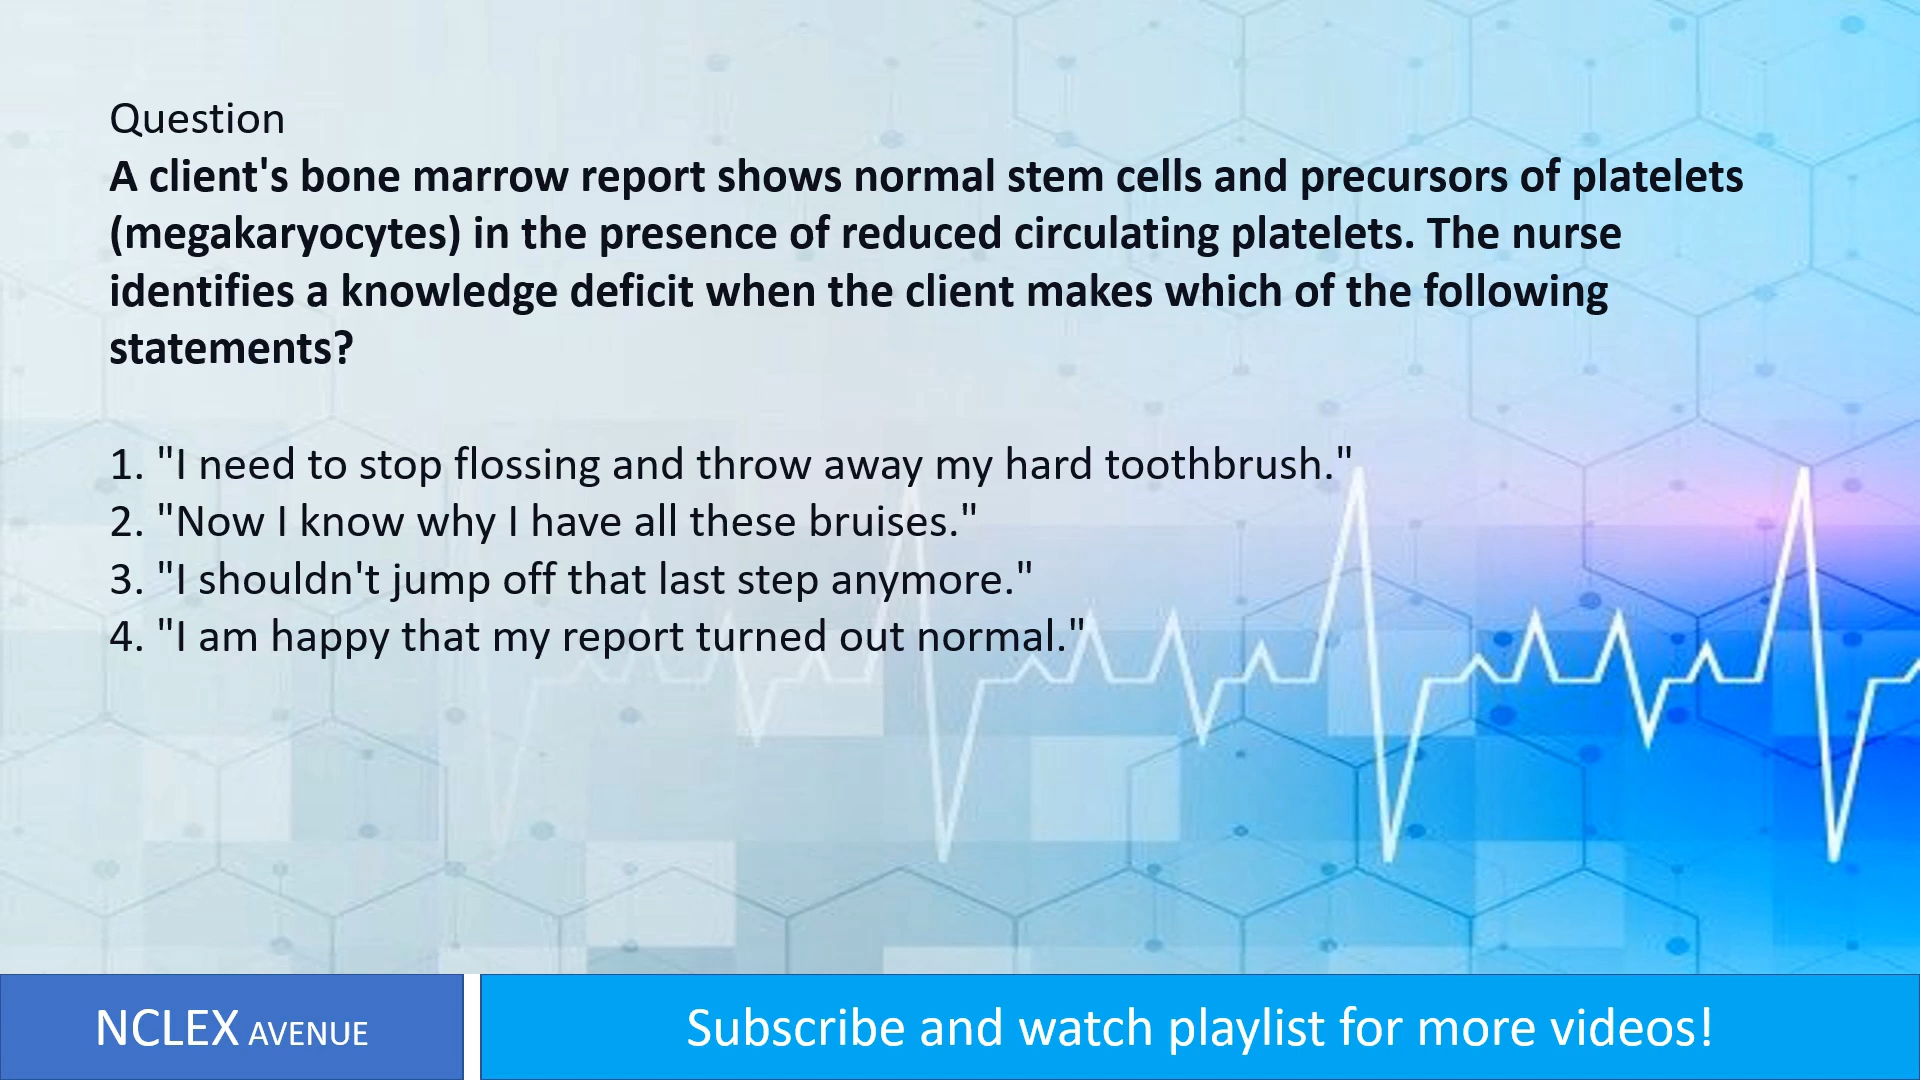 Question
A client's bone marrow report shows normal stem cells and precursors of platelets
(megakaryocytes) in the presence of reduced circulating platelets. The nurse
identifies a knowledge deficit when the client makes which of the following
statements?
1. "I need to stop flossing and throw away my hard toothbrush."
2. "Now I know why I have all these bruises."
3. "I shouldn't jump off that last step anymore."
4. "I am happy that my report turned out normal."
NCLEX AVENUE
Subscribe and watch playlist for more videos!